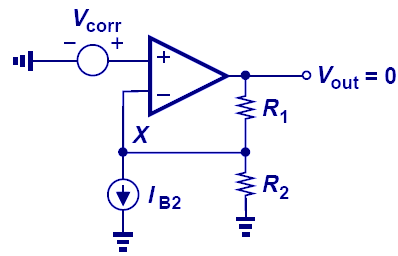 Vcorr
− +
+
−
Vout = 0
R1
X
R2
IB2